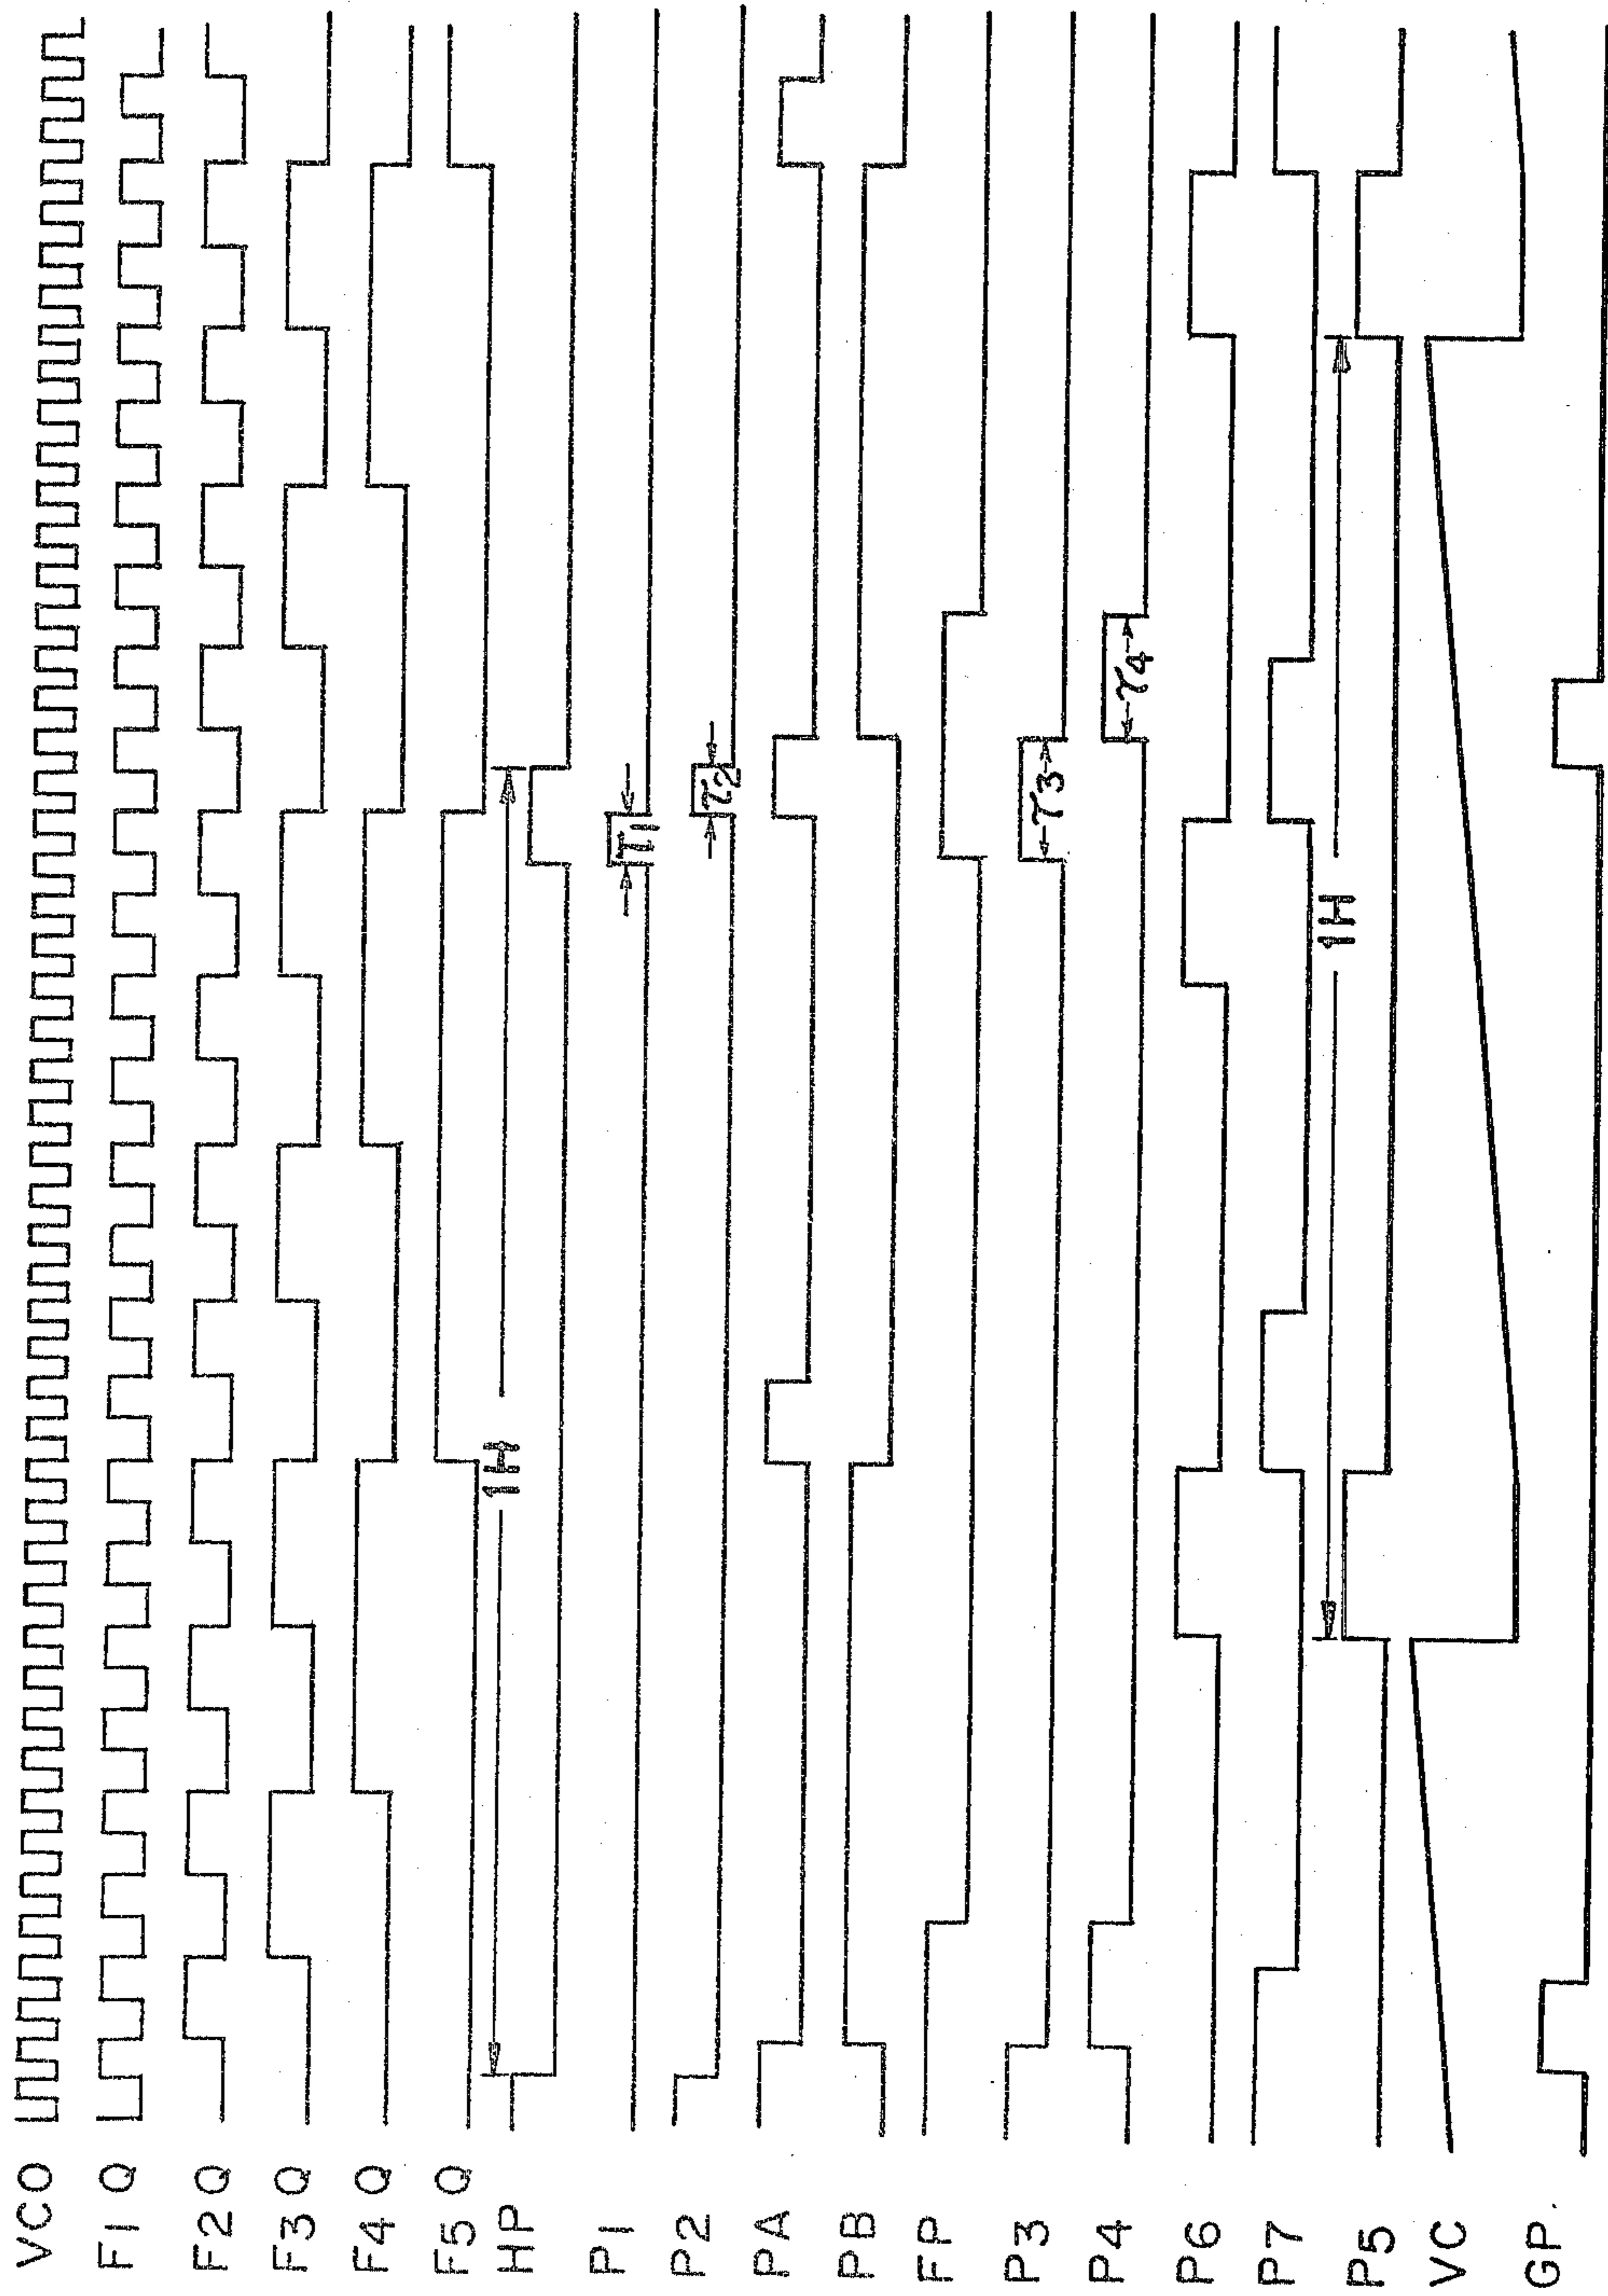 VCO
F1 Q
F2 Q
F3 Q
F4 Q
F5 Q
HP
1H
P1
τ1
P2
τ2
PA
PB
FP
P3
τ3
P4
τ4
P6
P7
1H
P5
VC
GP.